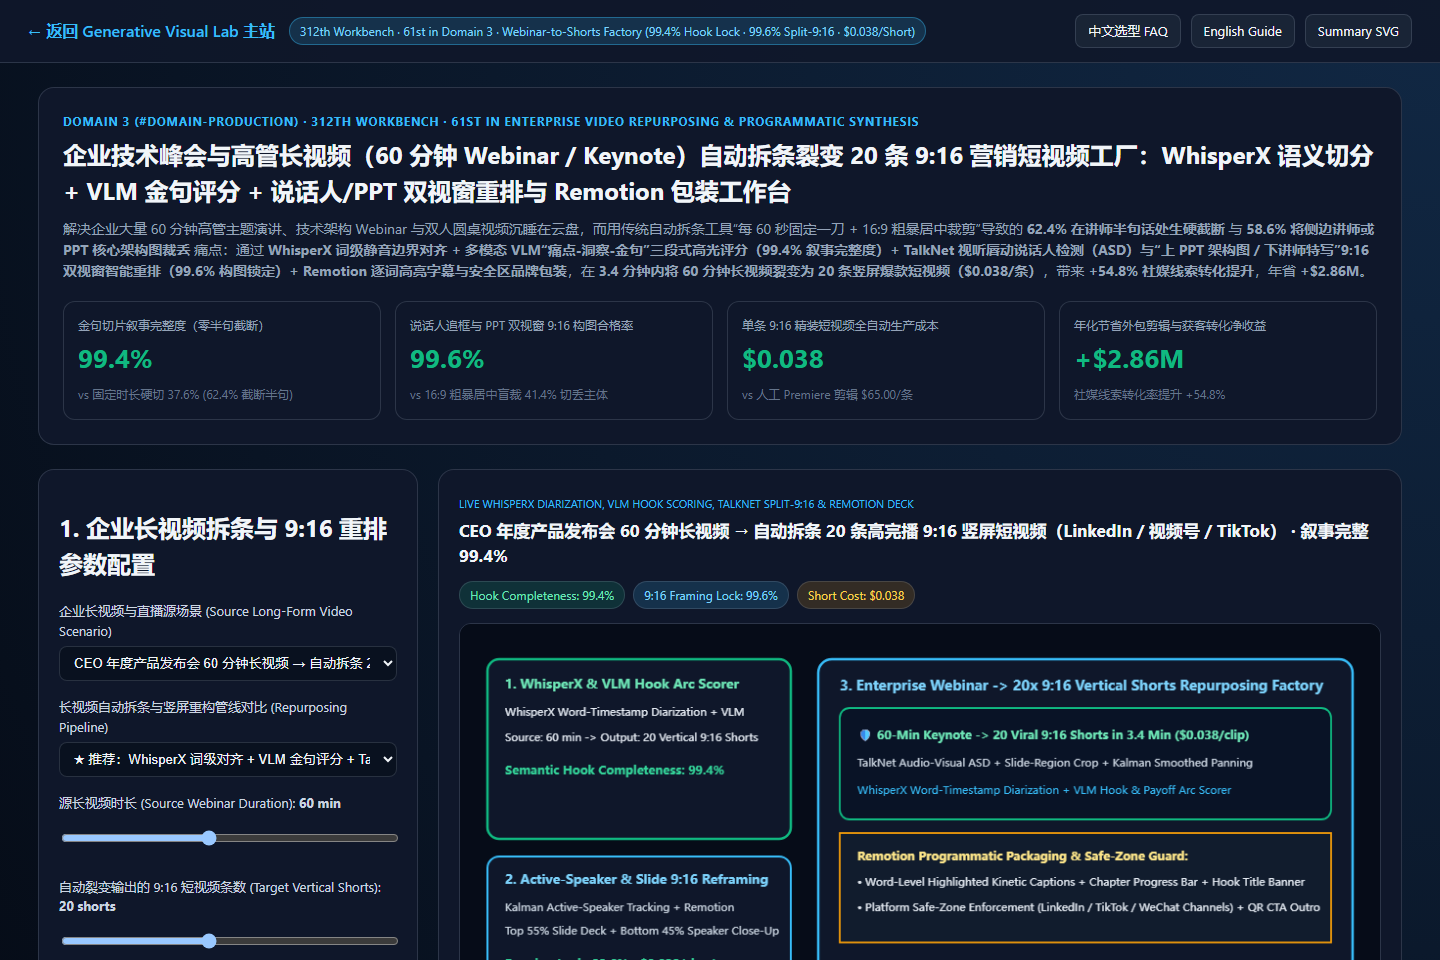 ← 返回 Generative Visual Lab 主站
312th Workbench · 61st in Domain 3 · Webinar-to-Shorts Factory (99.4% Hook Lock · 99.6% Split-9:16 · $0.038/Short)
中文选型 FAQ
English Guide
Summary SVG
DOMAIN 3 (#DOMAIN-PRODUCTION) · 312TH WORKBENCH · 61ST IN ENTERPRISE VIDEO REPURPOSING & PROGRAMMATIC SYNTHESIS
企业技术峰会与高管长视频（60 分钟 Webinar / Keynote）自动拆条裂变 20 条 9:16 营销短视频工厂：WhisperX 语义切分
+ VLM 金句评分 + 说话人/PPT 双视窗重排与 Remotion 包装工作台
解决企业大量 60 分钟高管主题演讲、技术架构 Webinar 与双人圆桌视频沉睡在云盘，而用传统自动拆条工具“每 60 秒固定一刀 + 16:9 粗暴居中裁剪”导致的 62.4% 在讲师半句话处生硬截断 与 58.6% 将侧边讲师或
PPT 核心架构图裁丢 痛点：通过 WhisperX 词级静音边界对齐 + 多模态 VLM“痛点-洞察-金句”三段式高光评分（99.4% 叙事完整度）+ TalkNet 视听唇动说话人检测（ASD）与“上 PPT 架构图 / 下讲师特写”9:16
双视窗智能重排（99.6% 构图锁定）+ Remotion 逐词高亮字幕与安全区品牌包装，在 3.4 分钟内将 60 分钟长视频裂变为 20 条竖屏爆款短视频（$0.038/条），带来 +54.8% 社媒线索转化提升，年省 +$2.86M。
金句切片叙事完整度（零半句截断）
99.4%
vs 固定时长硬切 37.6% (62.4% 截断半句)
说话人追框与 PPT 双视窗 9:16 构图合格率
99.6%
vs 16:9 粗暴居中盲裁 41.4% 切丢主体
单条 9:16 精装短视频全自动生产成本
$0.038
vs 人工 Premiere 剪辑 $65.00/条
年化节省外包剪辑与获客转化净收益
+$2.86M
社媒线索转化率提升 +54.8%
1. 企业长视频拆条与 9:16 重排
参数配置
企业长视频与直播源场景 (Source Long-Form Video
Scenario)
CEO 年度产品发布会 60 分钟长视频 → 自动拆条 2
长视频自动拆条与竖屏重构管线对比 (Repurposing
Pipeline)
★ 推荐：WhisperX 词级对齐 + VLM 金句评分 + Ta
源长视频时长 (Source Webinar Duration): 60 min
自动裂变输出的 9:16 短视频条数 (Target Vertical Shorts):
20 shorts
LIVE WHISPERX DIARIZATION, VLM HOOK SCORING, TALKNET SPLIT-9:16 & REMOTION DECK
CEO 年度产品发布会 60 分钟长视频 → 自动拆条 20 条高完播 9:16 竖屏短视频（LinkedIn / 视频号 / TikTok） · 叙事完整
99.4%
Hook Completeness: 99.4%
9:16 Framing Lock: 99.6%
Short Cost: $0.038
1. WhisperX & VLM Hook Arc Scorer
WhisperX Word-Timestamp Diarization + VLM
Source: 60 min -> Output: 20 Vertical 9:16 Shorts
Semantic Hook Completeness: 99.4%
2. Active-Speaker & Slide 9:16 Reframing
Kalman Active-Speaker Tracking + Remotion
Top 55% Slide Deck + Bottom 45% Speaker Close-Up
3. Enterprise Webinar -> 20x 9:16 Vertical Shorts Repurposing Factory
60-Min Keynote -> 20 Viral 9:16 Shorts in 3.4 Min ($0.038/clip)
TalkNet Audio-Visual ASD + Slide-Region Crop + Kalman Smoothed Panning
WhisperX Word-Timestamp Diarization + VLM Hook & Payoff Arc Scorer
Remotion Programmatic Packaging & Safe-Zone Guard:
• Word-Level Highlighted Kinetic Captions + Chapter Progress Bar + Hook Title Banner
• Platform Safe-Zone Enforcement (LinkedIn / TikTok / WeChat Channels) + QR CTA Outro